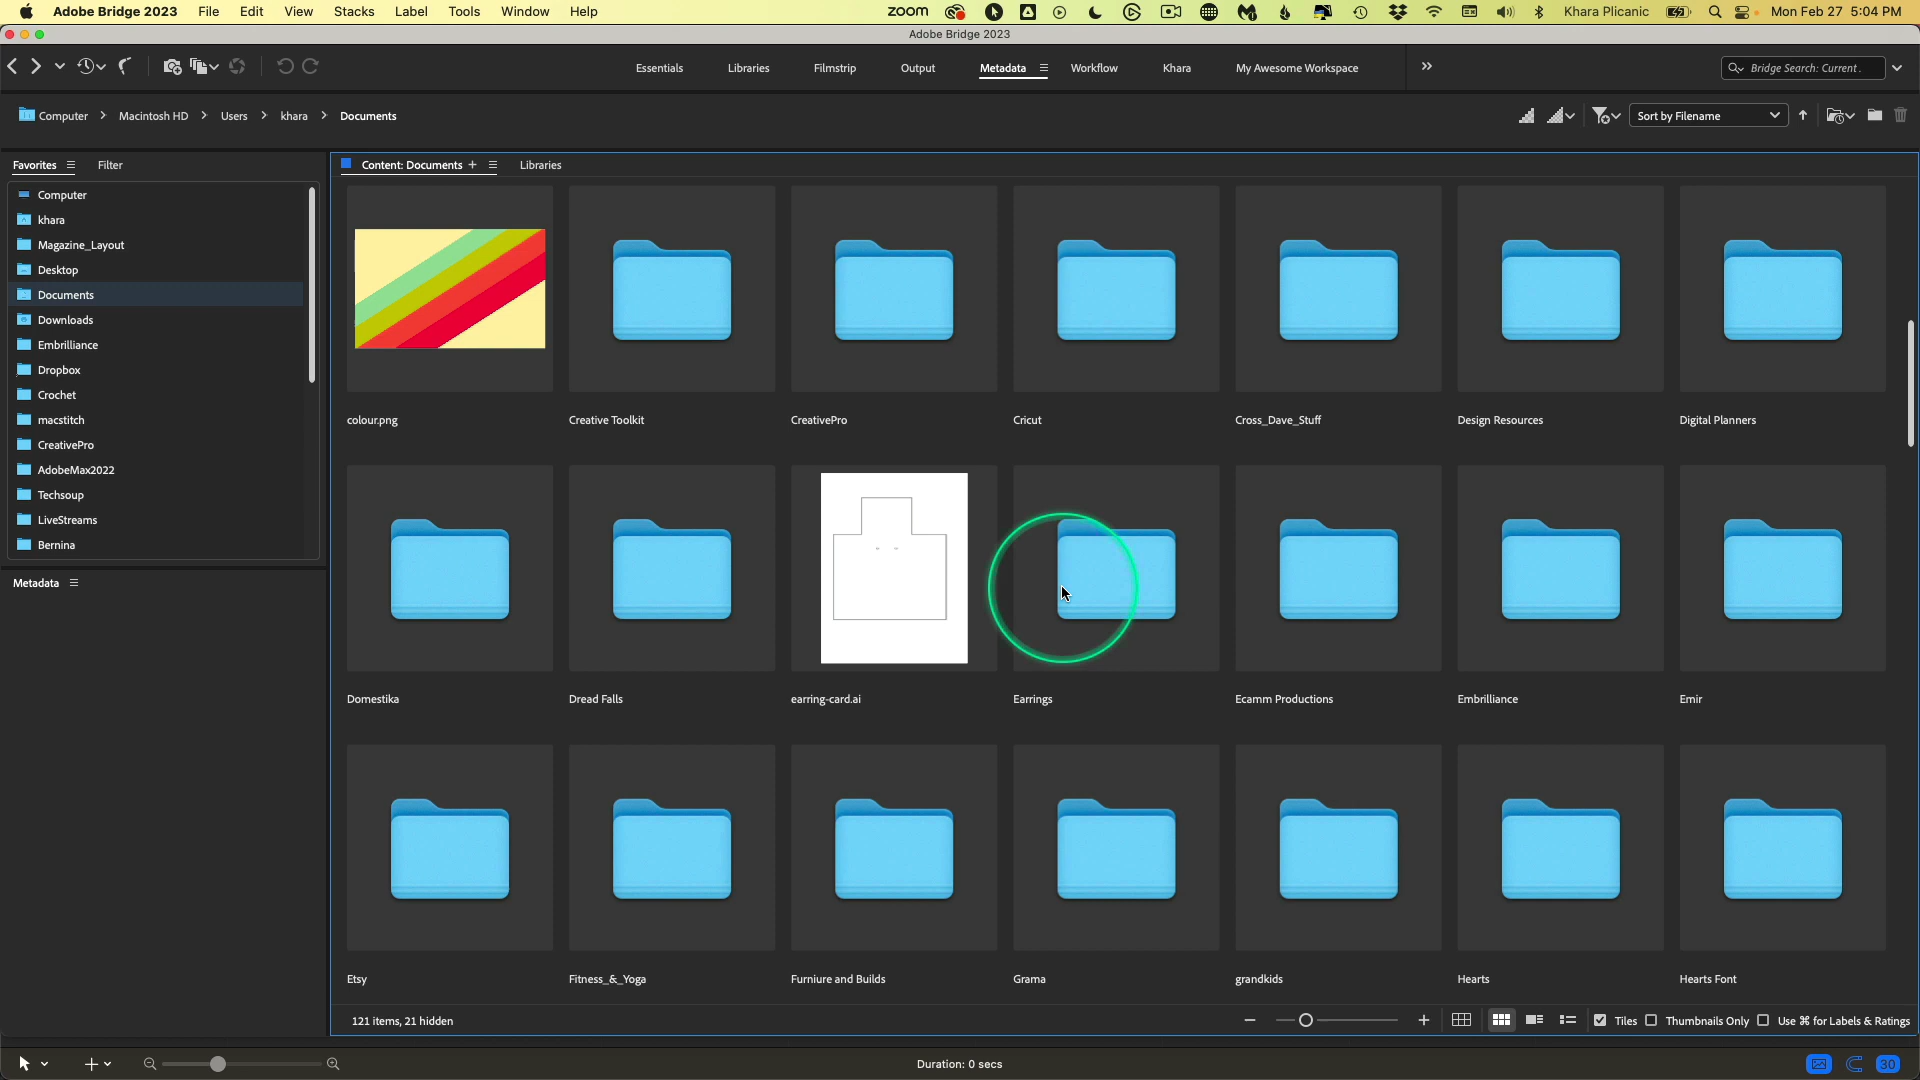 Adobe Bridge 2023 File Edit View Stacks Label Tools Window Help zoom Khara Plicanic Mon Feb 27 5:04 PM
Adobe Bridge 2023
Essentials Libraries Filmstrip Output Metadata Workflow Khara My Awesome Workspace Bridge Search: Current .
Computer Macintosh HD Users khara Documents Sort by Filename
Favorites Filter Content: Documents Libraries
Computer
khara
Magazine_Layout
Desktop
Documents
Downloads
Embrilliance
Dropbox
Crochet
macstitch
CreativePro
AdobeMax2022
Techsoup
LiveStreams
Bernina
Metadata
colour.png Creative Toolkit CreativePro Cricut Cross_Dave_Stuff Design Resources Digital Planners
Domestika Dread Falls earring-card.ai Earrings Ecamm Productions Embrilliance Emir
Etsy Fitness_&_Yoga Furniure and Builds Grama grandkids Hearts Hearts Font
121 items, 21 hidden Tiles Thumbnails Only Use ⌘ for Labels & Ratings
Duration: 0 secs 30